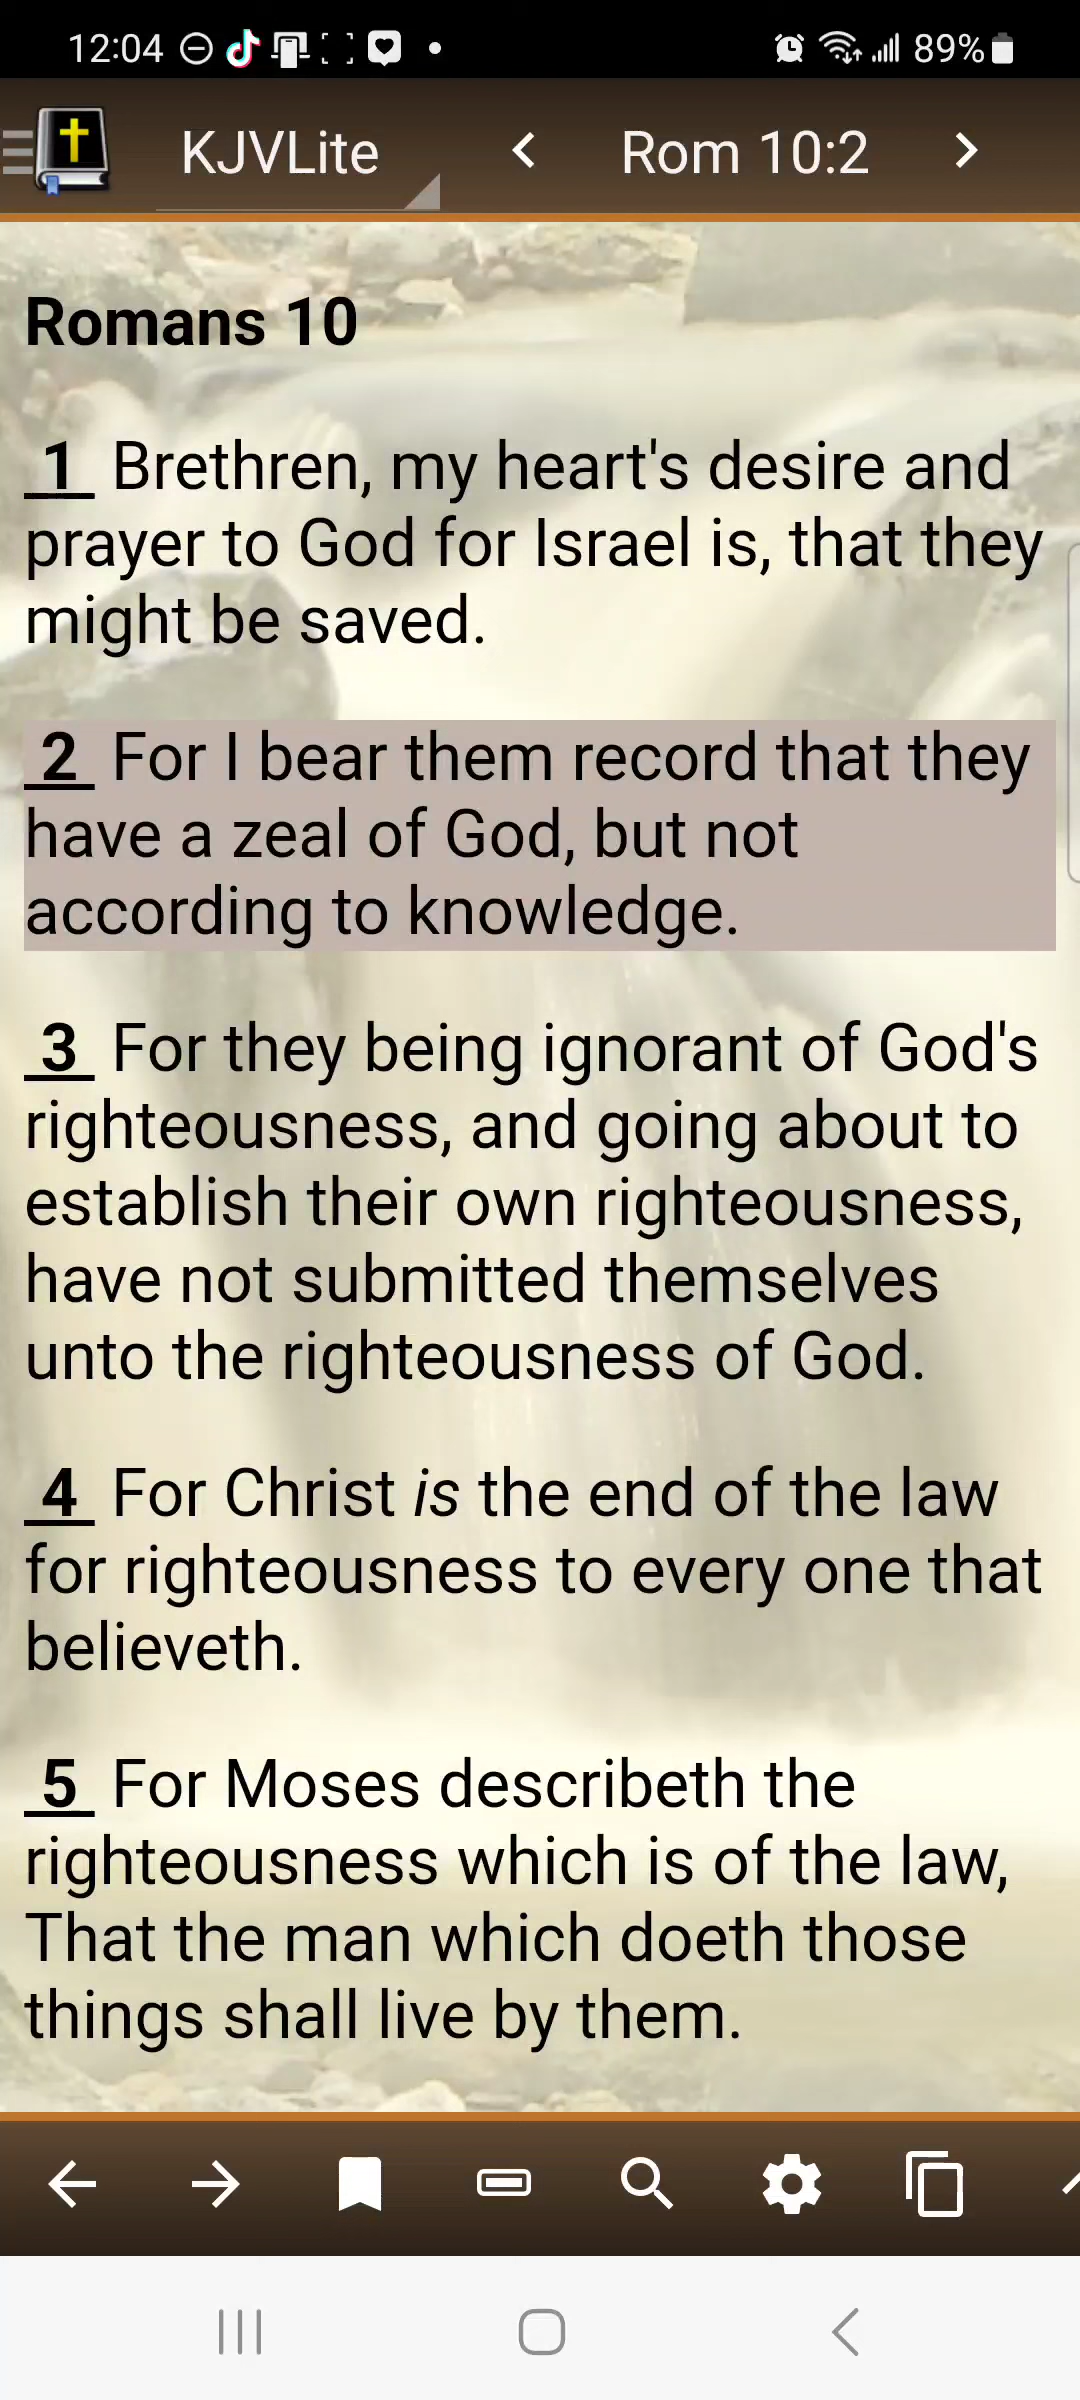 12:04 89%
KJVLite Rom 10:2
Romans 10
1 Brethren, my heart's desire and
prayer to God for Israel is, that they
might be saved.
2 For I bear them record that they
have a zeal of God, but not
according to knowledge.
3 For they being ignorant of God's
righteousness, and going about to
establish their own righteousness,
have not submitted themselves
unto the righteousness of God.
4 For Christ is the end of the law
for righteousness to every one that
believeth.
5 For Moses describeth the
righteousness which is of the law,
That the man which doeth those
things shall live by them.